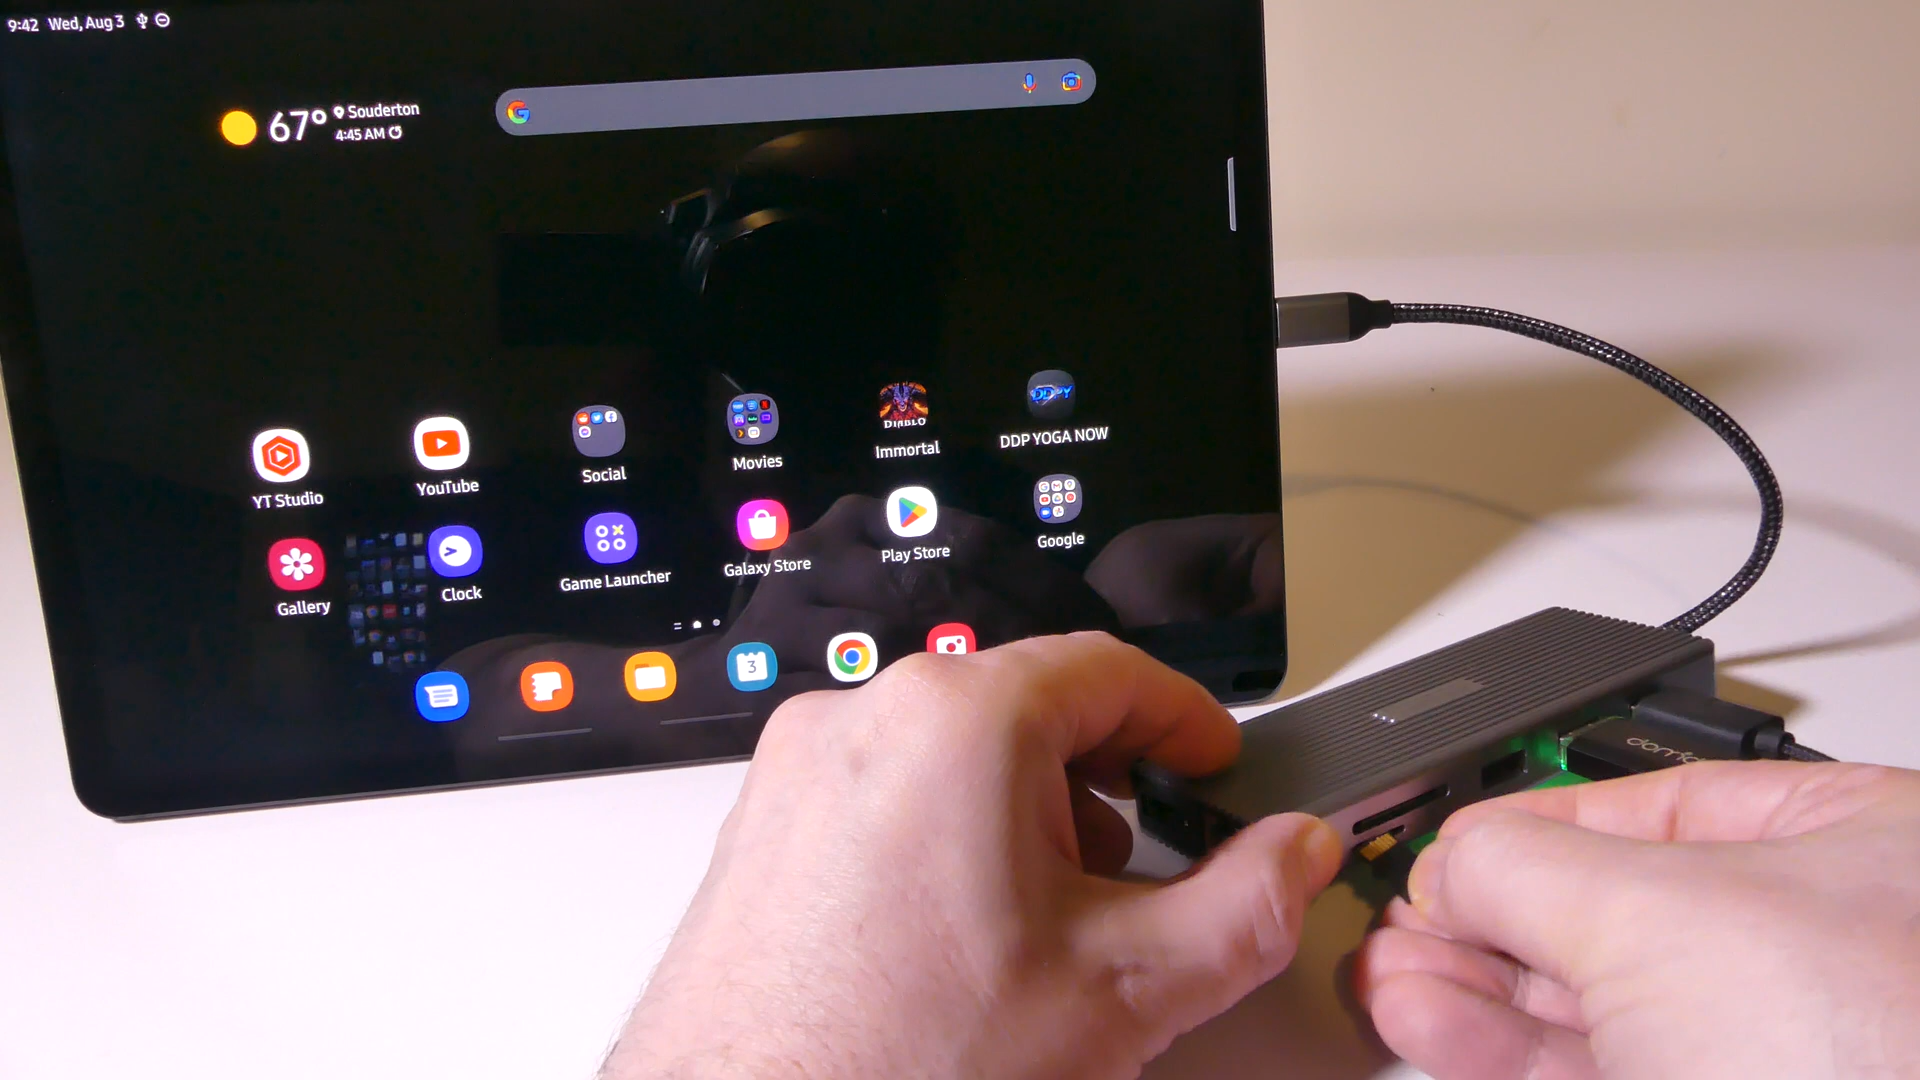 9:42 Wed, Aug 3
67° Souderton
4:45 AM
YT Studio
YouTube
Social
Movies
DIABLO
Immortal
DDPY
DDP YOGA NOW
Gallery
Clock
Game Launcher
Galaxy Store
Play Store
Google
3